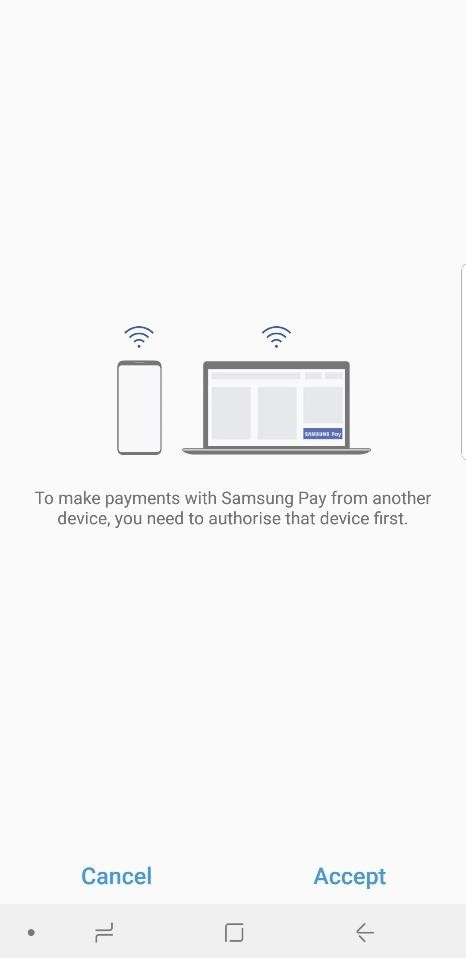 SAMSUNG Pay
To make payments with Samsung Pay from another
device, you need to authorise that device first.
Cancel
Accept